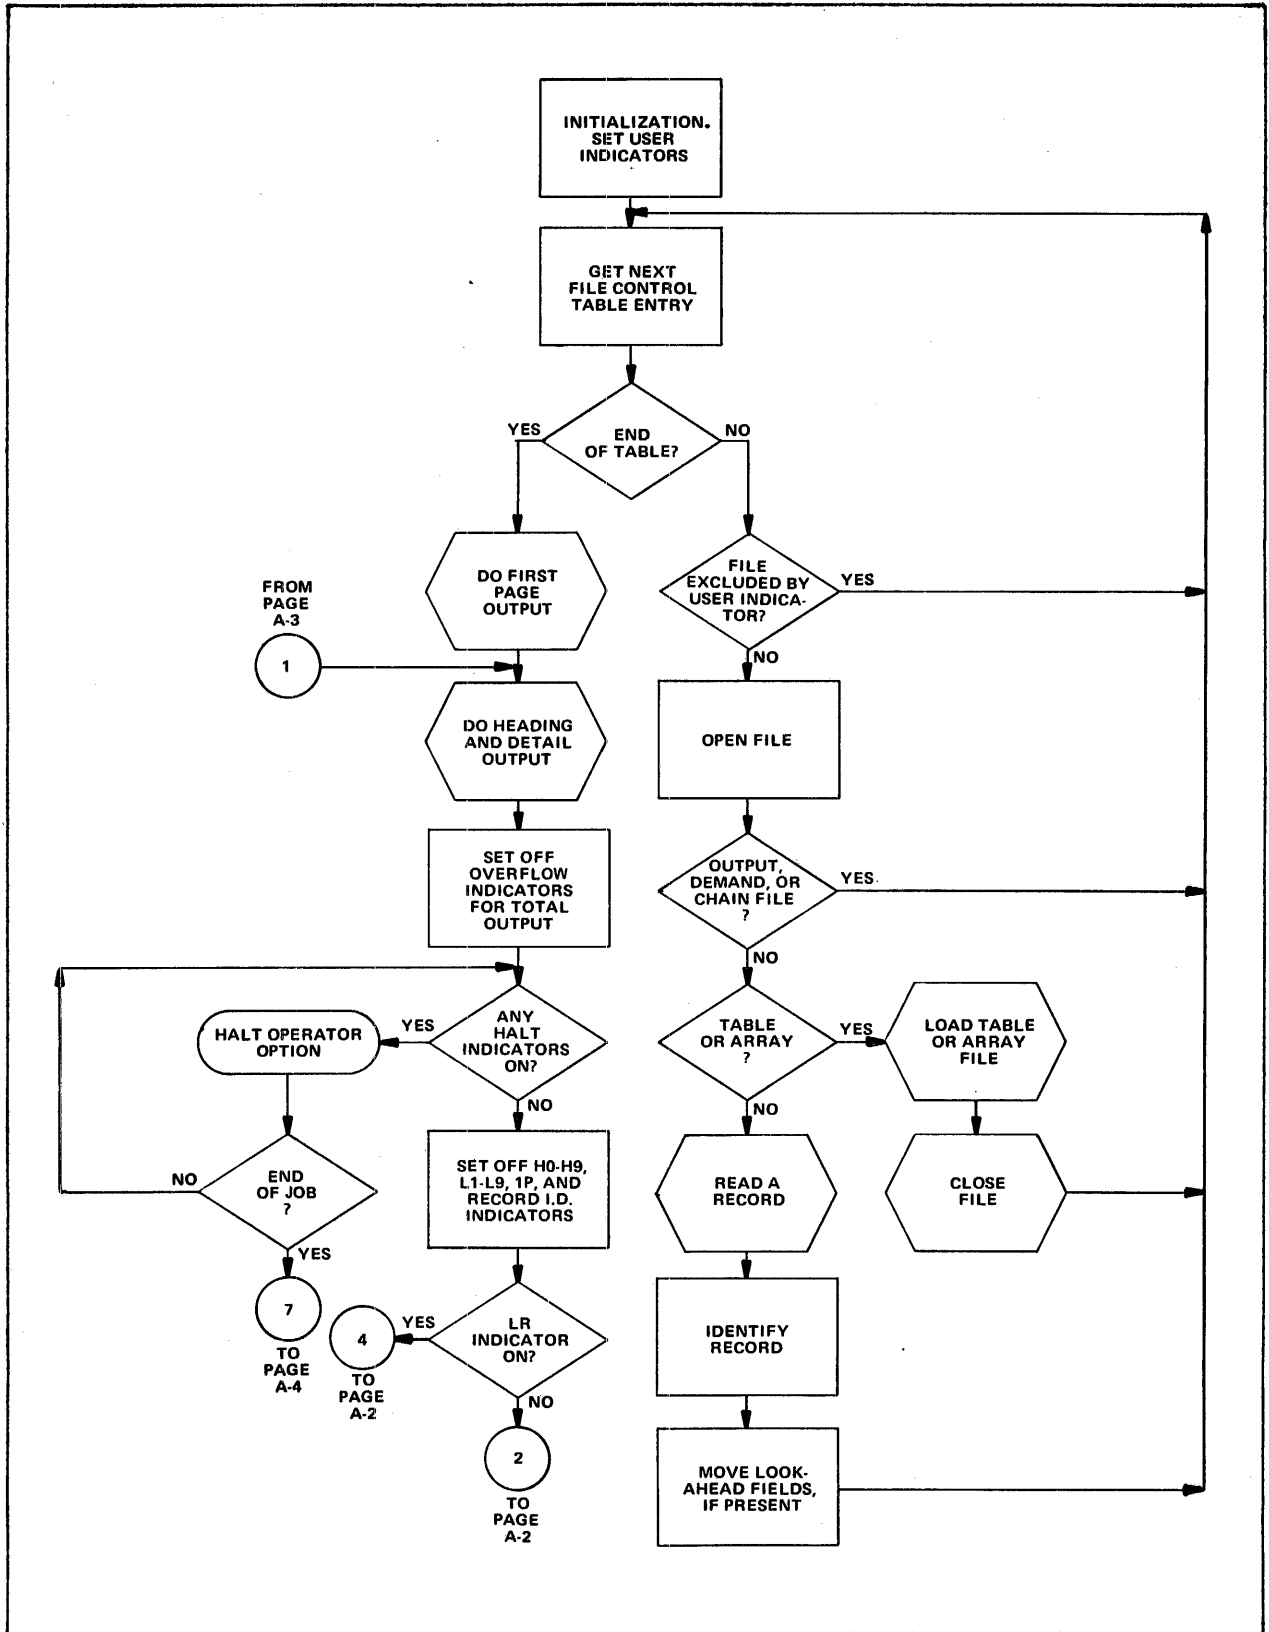 INITIALIZATION.
SET USER
INDICATORS
GET NEXT
FILE CONTROL
TABLE ENTRY
YES
END
OF TABLE?
NO
DO FIRST
PAGE
OUTPUT
FILE
EXCLUDED BY
USER INDICA-
TOR?
YES
NO
FROM
PAGE
A-3
1
DO HEADING
AND DETAIL
OUTPUT
OPEN FILE
SET OFF
OVERFLOW
INDICATORS
FOR TOTAL
OUTPUT
OUTPUT,
DEMAND, OR
CHAIN FILE
?
YES
NO
HALT OPERATOR
OPTION
YES
ANY
HALT
INDICATORS
ON?
NO
TABLE
OR ARRAY
?
YES
NO
LOAD TABLE
OR ARRAY
FILE
NO
END
OF JOB
?
YES
SET OFF H0-H9,
L1-L9, 1P, AND
RECORD I.D.
INDICATORS
READ A
RECORD
CLOSE
FILE
7
TO
PAGE
A-4
4
TO
PAGE
A-2
YES
LR
INDICATOR
ON?
NO
IDENTIFY
RECORD
2
TO
PAGE
A-2
MOVE LOOK-
AHEAD FIELDS,
IF PRESENT